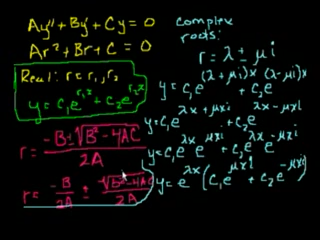 Ay'' + By' + Cy = 0
Ar² + Br + C = 0
Real: r = r₁, r₂
y = c₁e^(r₁x) + c₂e^(r₂x)
r = (-B ± √(B² - 4AC)) / 2A
r = -B/2A ± √(B² - 4AC)/2A
complex
roots:
r = λ ± μi
y = c₁e^((λ + μi)x) + c₂e^((λ - μi)x)
y = c₁e^(λx + μxi) + c₂e^(λx - μxi)
y = c₁e^(λx) e^(μxi) + c₂e^(λx) e^(-μxi)
y = e^(λx) (c₁e^(μxi) + c₂e^(-μxi)